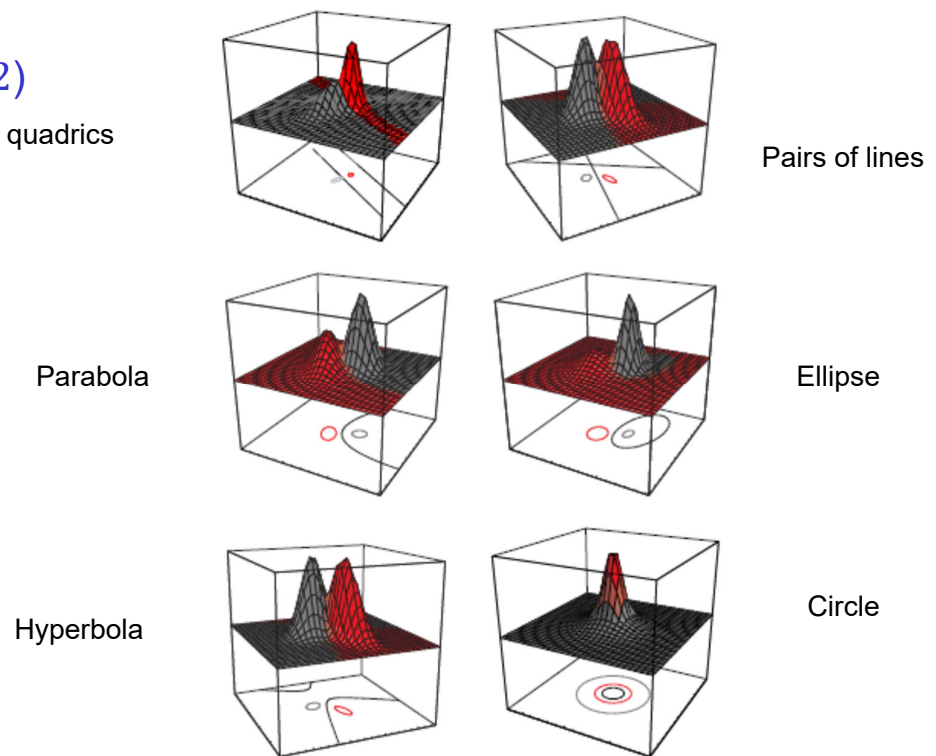 2)
quadrics
Pairs of lines
Parabola
Ellipse
Hyperbola
Circle